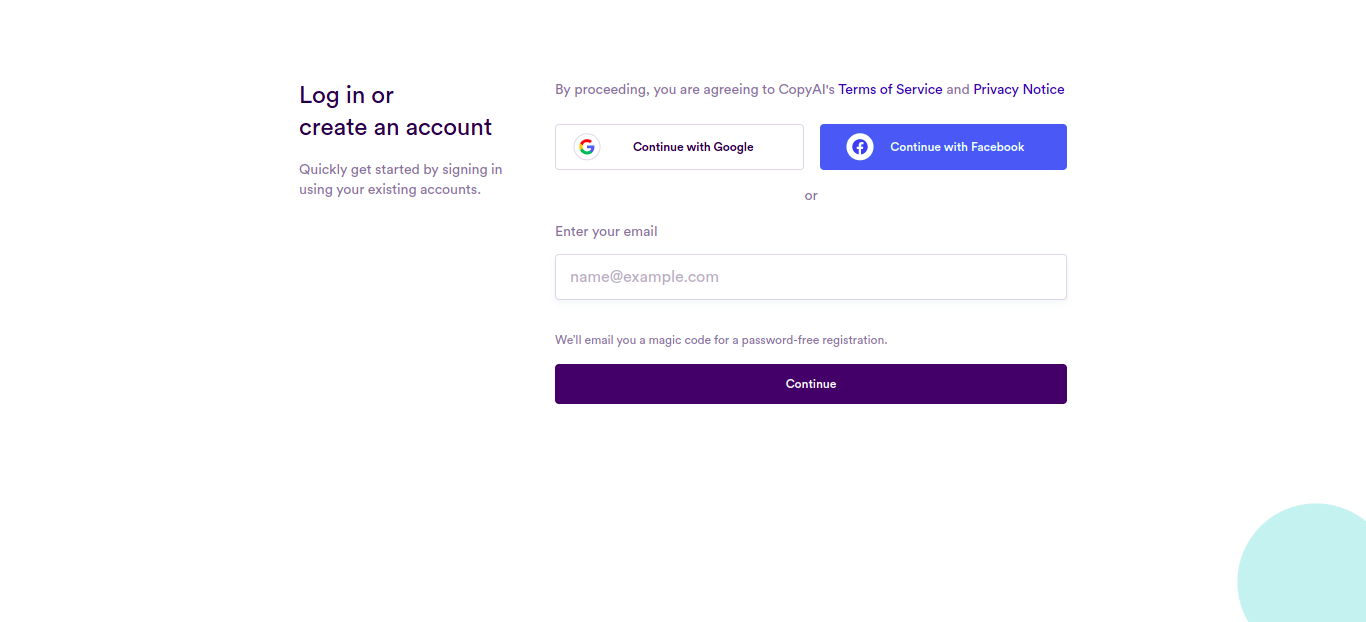 Log in or
create an account
Quickly get started by signing in
using your existing accounts.
By proceeding, you are agreeing to CopyAI's Terms of Service and Privacy Notice
Continue with Google
Continue with Facebook
or
Enter your email
name@example.com
We'll email you a magic code for a password-free registration.
Continue